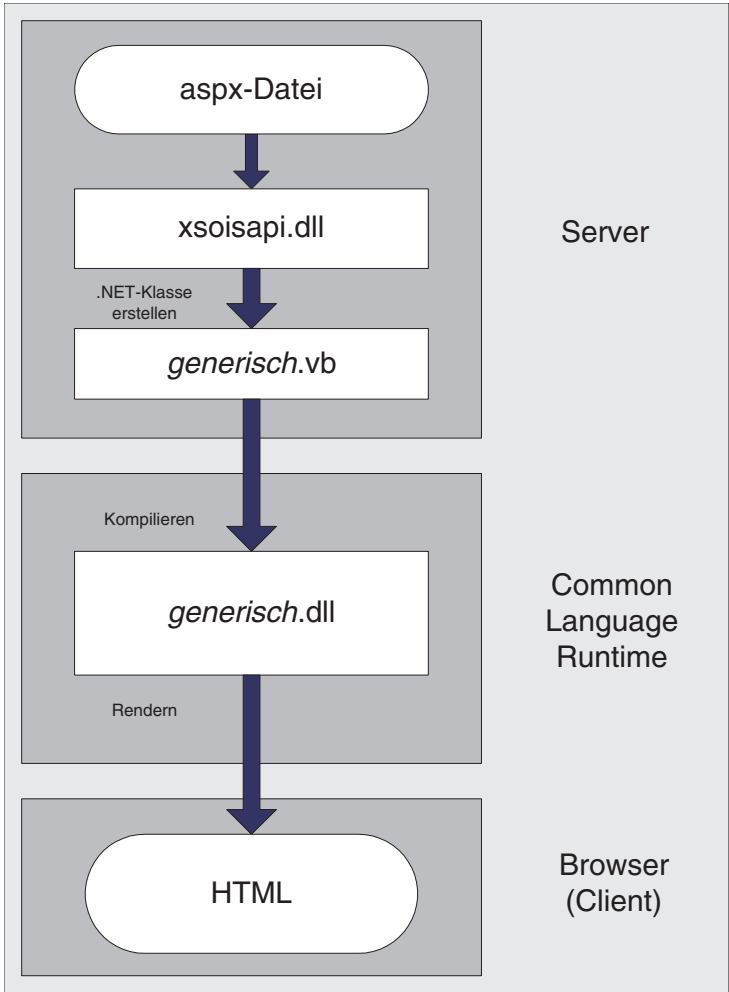 aspx-Datei
xsoisapi.dll
Server
.NET-Klasse
erstellen
generisch.vb
Kompilieren
generisch.dll
Common
Language
Runtime
Rendern
HTML
Browser
(Client)